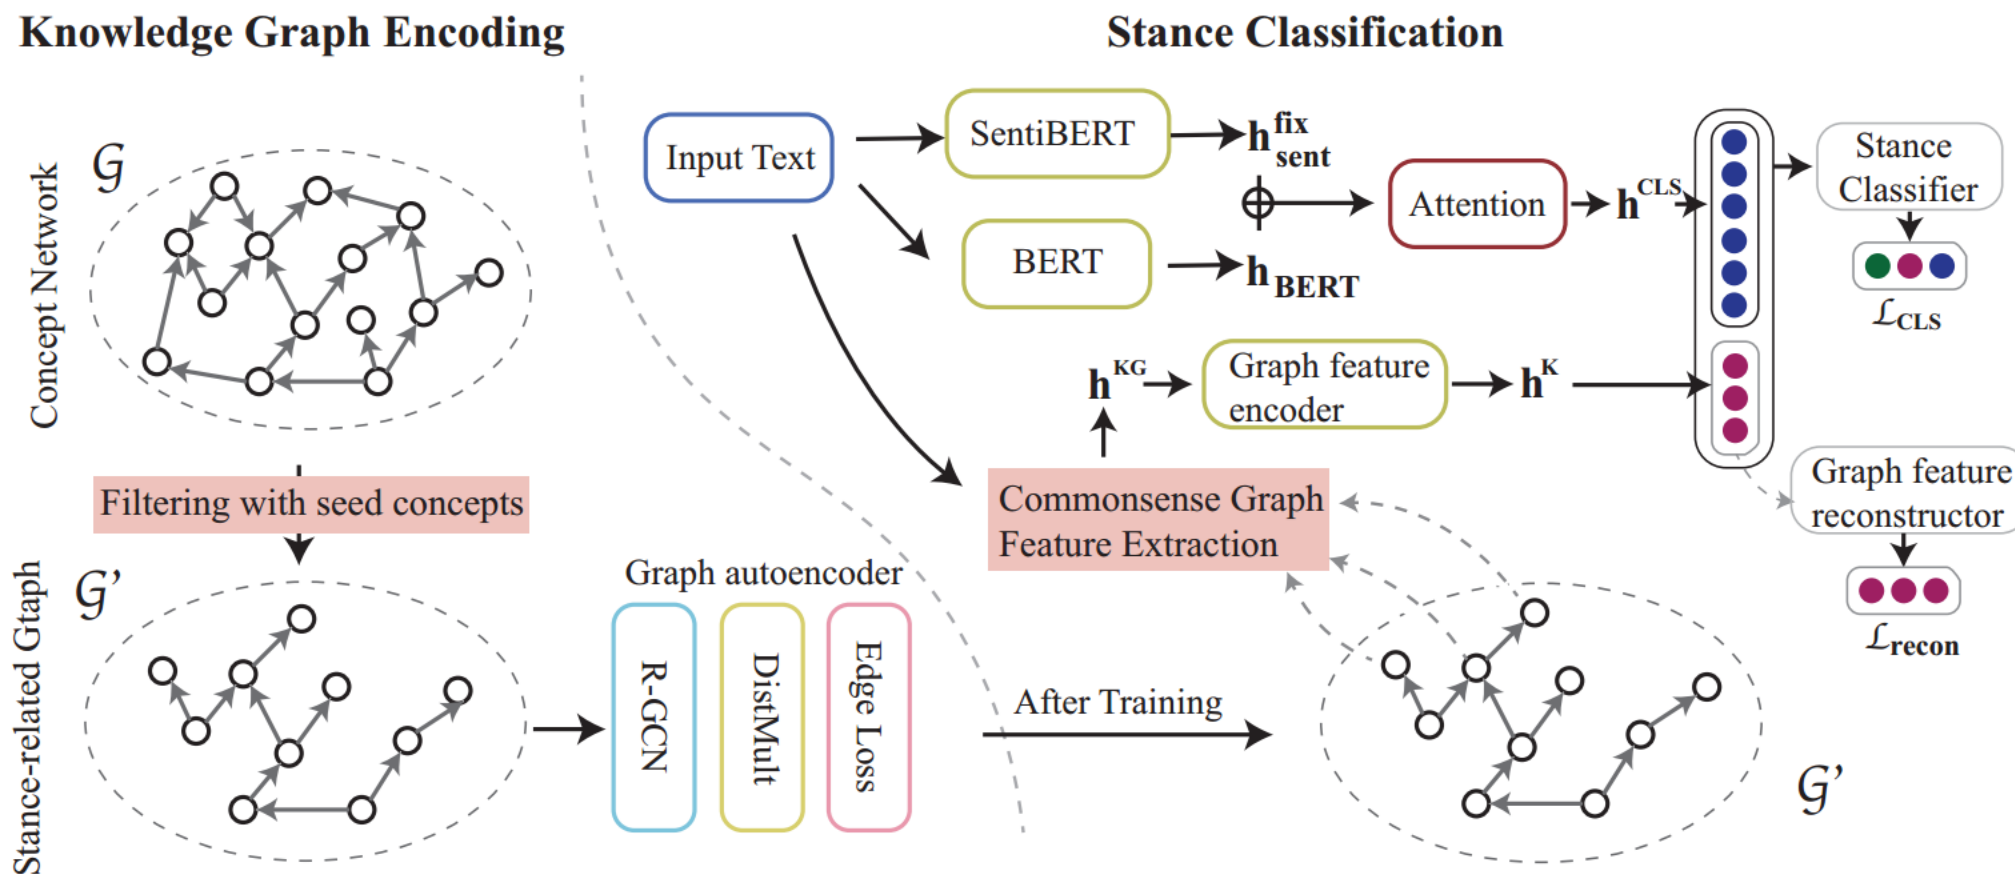 Knowledge Graph Encoding
Stance Classification
Concept Network
𝒢
Filtering with seed concepts
Stance-related Gtaph
𝒢’
Graph autoencoder
R-GCN
DistMult
Edge Loss
After Training
Input Text
SentiBERT
h fix sent
BERT
h BERT
Attention
h CLS
Stance
Classifier
ℒ CLS
h KG
Graph feature
encoder
h K
Commonsense Graph
Feature Extraction
Graph feature
reconstructor
ℒ recon
𝒢’